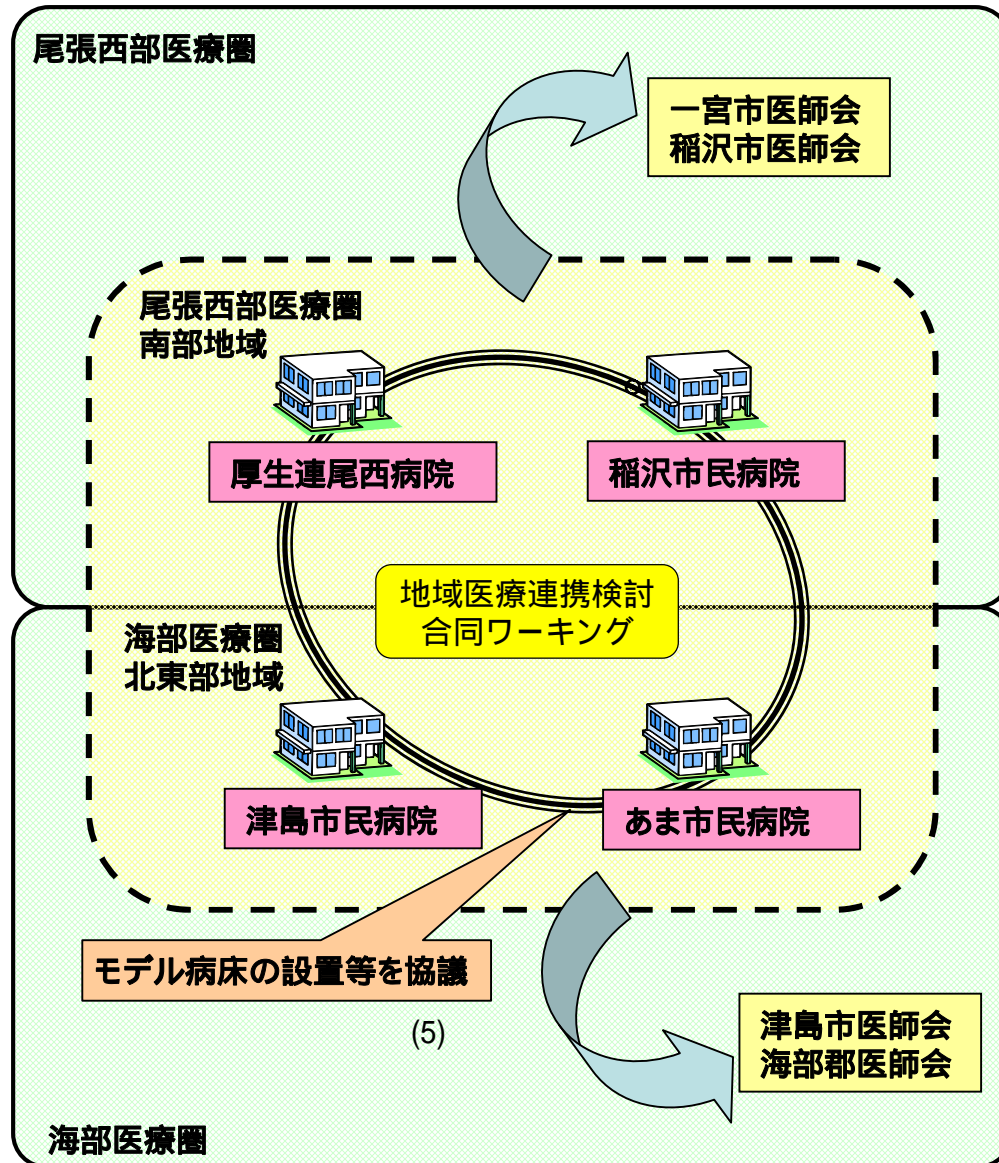 尾張西部医療圏
一宮市医師会
稲沢市医師会
尾張西部医療圏
南部地域
厚生連尾西病院
稲沢市民病院
地域医療連携検討
合同ワーキング
海部医療圏
北東部地域
津島市民病院
あま市民病院
モデル病床の設置等を協議
(5)
津島市医師会
海部郡医師会
海部医療圏